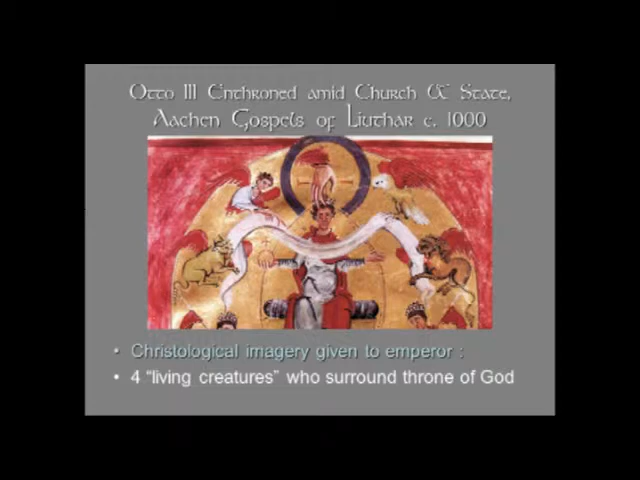 Otto III Enthroned amid Church & State,
Aachen Gospels of Liuthar c. 1000
• Christological imagery given to emperor :
• 4 “living creatures” who surround throne of God